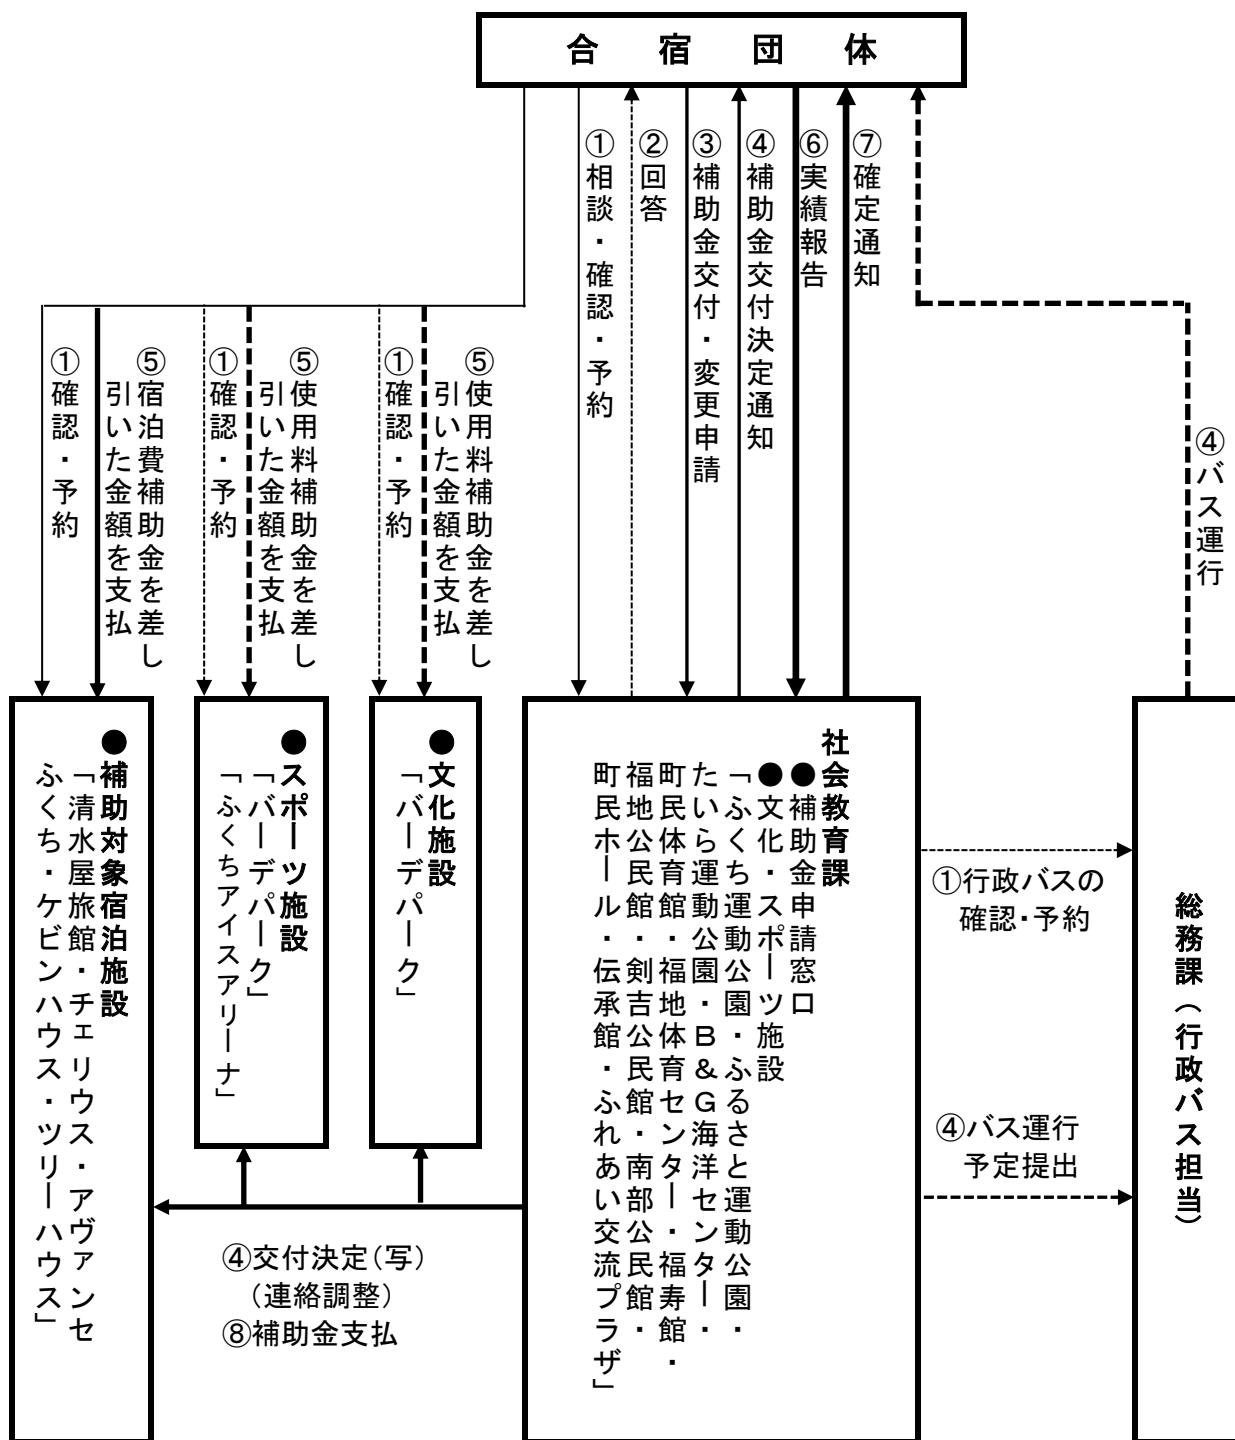 合宿団体
①相談・確認・予約
②回答
③補助金交付・変更申請
④補助金交付決定通知
⑥実績報告
⑦確定通知
①確認・予約
⑤宿泊費補助金を差し
引いた金額を支払
①確認・予約
⑤使用料補助金を差し
引いた金額を支払
①確認・予約
⑤使用料補助金を差し
引いた金額を支払
④バス運行
●補助対象宿泊施設
「清水屋旅館・チェリウス・アヴァンセ
ふくち・ケビンハウス・ツリーハウス」
●スポーツ施設
「バーデパーク」
「ふくちアイスアリーナ」
●文化施設
「バーデパーク」
社会教育課
●補助金申請窓口
●文化・スポーツ施設
「ふくち運動公園・ふるさと運動公園・
たいら運動公園・B&G海洋センター・
町民体育館・福地体育センター・福寿館・
福地公民館・剣吉公民館・南部公民館・
町民ホール・伝承館・ふれあい交流プラザ」
①行政バスの
確認・予約
④バス運行
予定提出
総務課（行政バス担当）
④交付決定（写）
（連絡調整）
⑧補助金支払